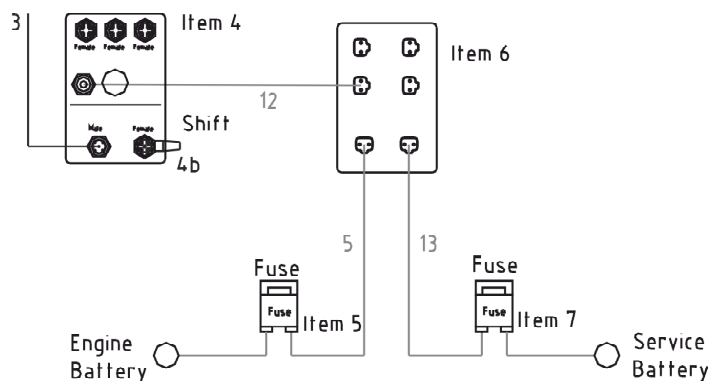 3
Item 4
Female
Female
Female
Item 6
12
Male
Female
Shift
4b
5
13
Fuse
Fuse
Fuse
Fuse
Item 5
Item 7
Engine
Battery
Service
Battery